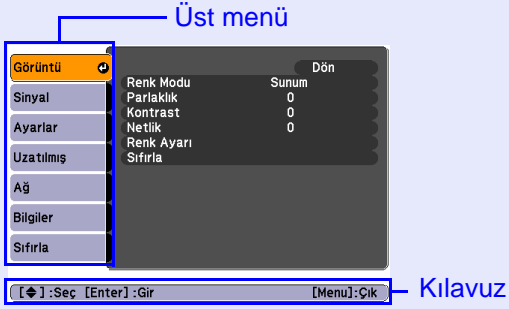 Üst menü
Görüntü
Sinyal
Ayarlar
Uzatılmış
Ağ
Bilgiler
Sıfırla
Dön
Renk Modu Sunum
Parlaklık 0
Kontrast 0
Netlik 0
Renk Ayarı
Sıfırla
[◆] :Seç [Enter] :Gir [Menu]:Çık
Kılavuz